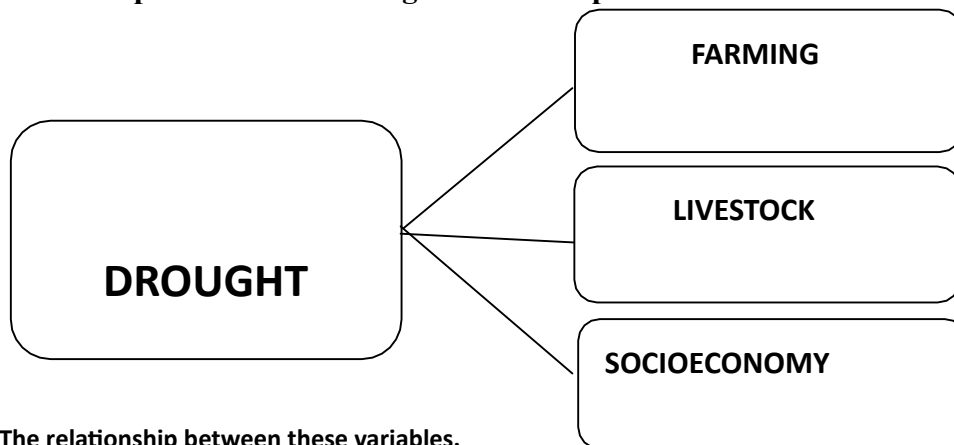 FARMING
LIVESTOCK
DROUGHT
SOCIOECONOMY
The relationship between these variables.